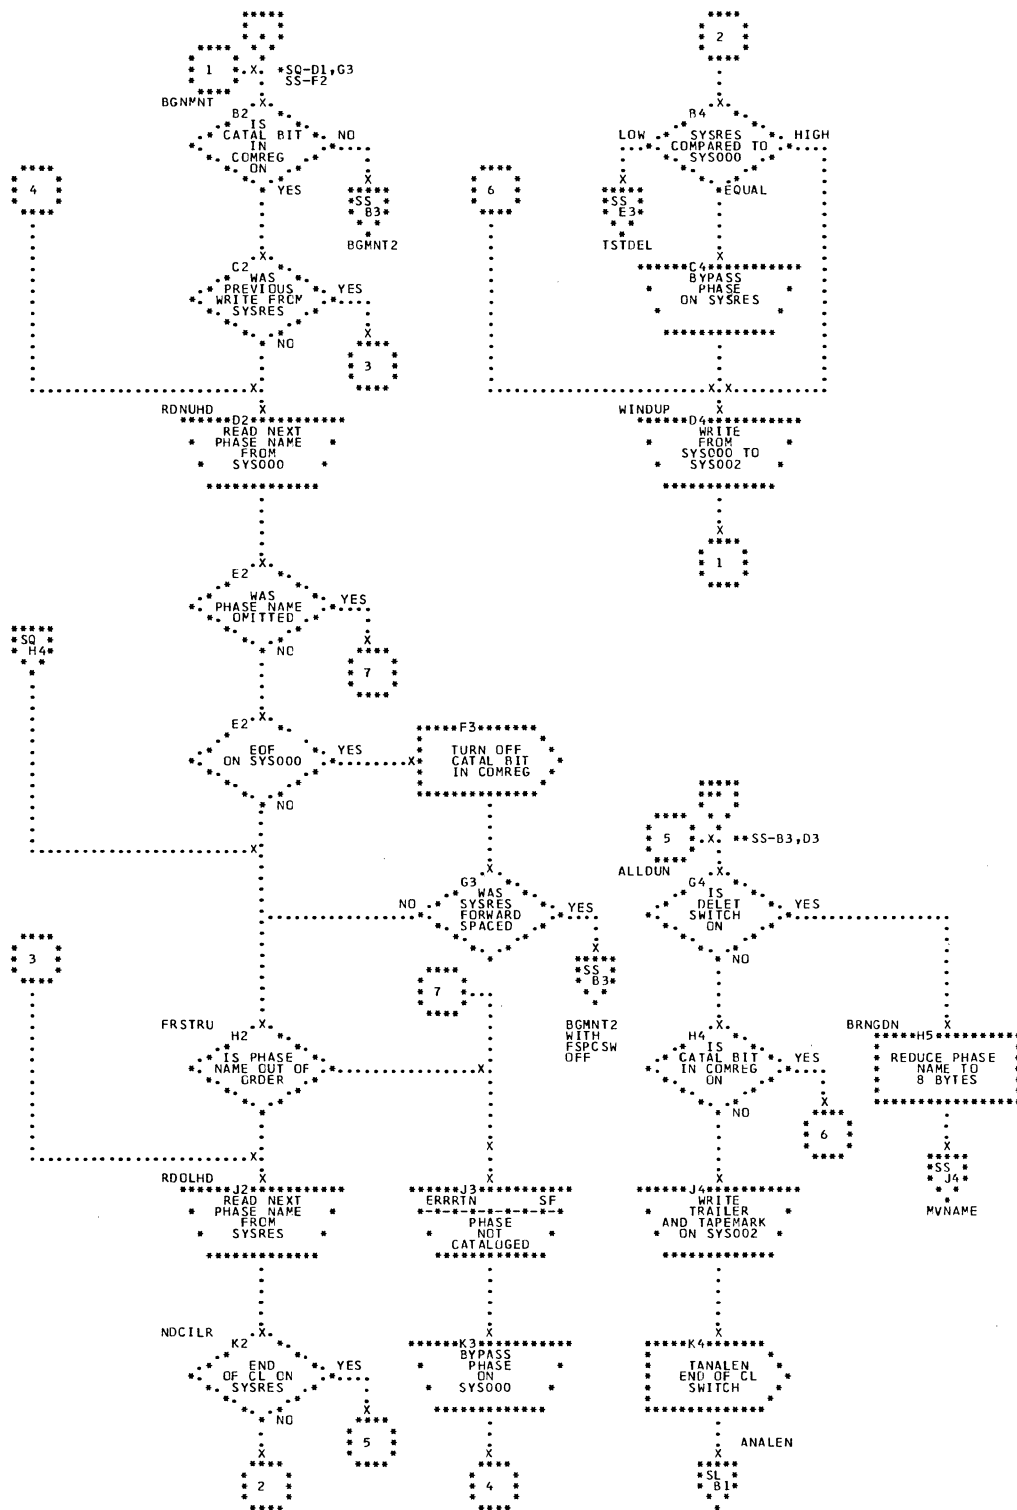 2
1
*SQ-D1,G3
SS-F2
BGNMNT
B2
IS
CATAL BIT
IN
COMREG
ON
NO
YES
SS
B3
BGMNT2
B4
SYSRES
COMPARED TO
SYS000
LOW
HIGH
EQUAL
SS
E3
TSTDEL
4
6
C2
WAS
PREVIOUS
WRITE FROM
SYSRES
YES
NO
3
C4
BYPASS
PHASE
ON SYSRES
RDNUHD
D2
READ NEXT
PHASE NAME
FROM
SYS000
WINDUP
D4
WRITE
FROM
SYS000 TO
SYS002
1
E2
WAS
PHASE NAME
OMITTED
YES
NO
7
SQ
H4
E2
EOF
ON SYS000
YES
NO
F3
TURN OFF
CATAL BIT
IN COMREG
5
**SS-B3,D3
ALLDUN
G3
WAS
SYSRES
FORWARD
SPACED
NO
YES
SS
B3
BGMNT2
WITH
FSPCSW
OFF
G4
IS
DELET
SWITCH
ON
YES
NO
3
7
FRSTRU
H2
IS PHASE
NAME OUT OF
ORDER
H4
IS
CATAL BIT
IN COMREG
ON
YES
NO
6
BRNGDN
H5
REDUCE PHASE
NAME TO
8 BYTES
SS
J4
MVNAME
RDOLHD
J2
READ NEXT
PHASE NAME
FROM
SYSRES
J3
ERRRTN SF
PHASE
NOT
CATALOGED
J4
WRITE
TRAILER
AND TAPEMARK
ON SYS002
NDCILR
K2
END
OF CL ON
SYSRES
YES
NO
5
2
K3
BYPASS
PHASE
ON
SYS000
4
K4
TANALEN
END OF CL
SWITCH
ANALEN
SL
B1